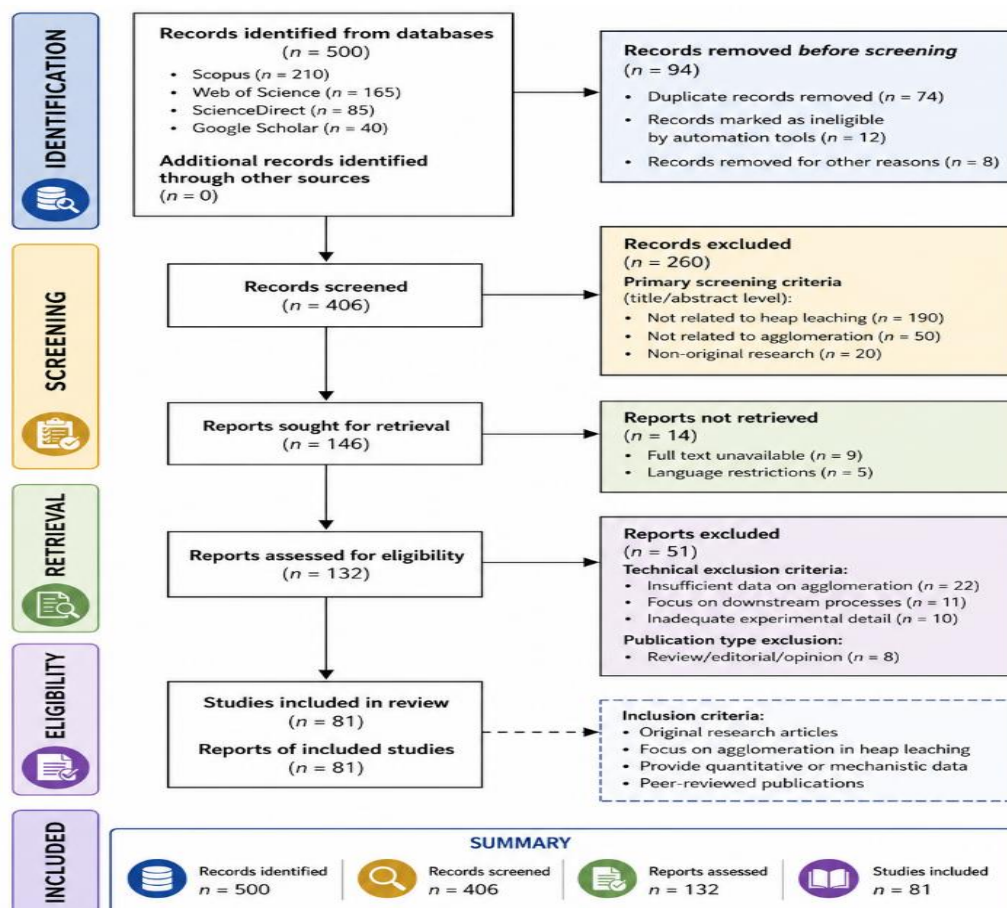 IDENTIFICATION
Records identified from databases
(n = 500)
• Scopus (n = 210)
• Web of Science (n = 165)
• ScienceDirect (n = 85)
• Google Scholar (n = 40)
Additional records identified
through other sources
(n = 0)
Records removed before screening
(n = 94)
• Duplicate records removed (n = 74)
• Records marked as ineligible
by automation tools (n = 12)
• Records removed for other reasons (n = 8)
SCREENING
Records screened
(n = 406)
Records excluded
(n = 260)
Primary screening criteria
(title/abstract level):
• Not related to heap leaching (n = 190)
• Not related to agglomeration (n = 50)
• Non-original research (n = 20)
Reports sought for retrieval
(n = 146)
Reports not retrieved
(n = 14)
• Full text unavailable (n = 9)
• Language restrictions (n = 5)
RETRIEVAL
Reports assessed for eligibility
(n = 132)
Reports excluded
(n = 51)
Technical exclusion criteria:
• Insufficient data on agglomeration (n = 22)
• Focus on downstream processes (n = 11)
• Inadequate experimental detail (n = 10)
Publication type exclusion:
• Review/editorial/opinion (n = 8)
ELIGIBILITY
Studies included in review
(n = 81)
Reports of included studies
(n = 81)
Inclusion criteria:
• Original research articles
• Focus on agglomeration in heap leaching
• Provide quantitative or mechanistic data
• Peer-reviewed publications
INCLUDED
SUMMARY
Records identified
n = 500
Records screened
n = 406
Reports assessed
n = 132
Studies included
n = 81